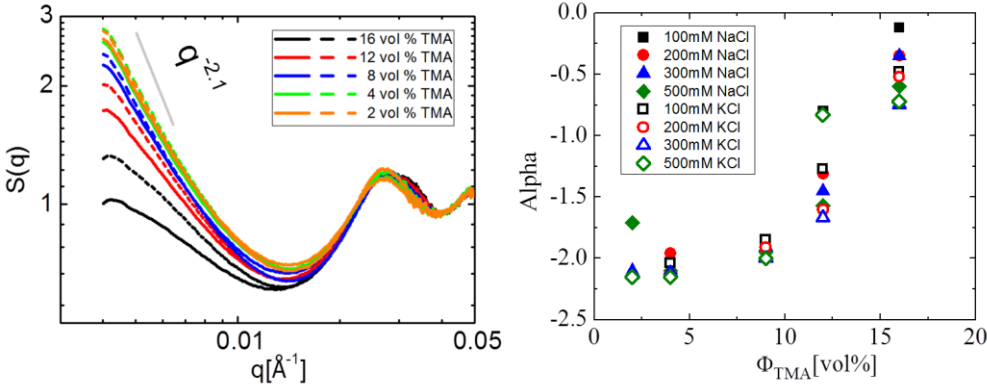 3
2
1
S(q)
q^-2.1
16 vol % TMA
12 vol % TMA
8 vol % TMA
4 vol % TMA
2 vol % TMA
0.01
0.05
q[Å^-1]
0.0
-0.5
-1.0
-1.5
-2.0
-2.5
Alpha
100mM NaCl
200mM NaCl
300mM NaCl
500mM NaCl
100mM KCl
200mM KCl
300mM KCl
500mM KCl
0 5 10 15 20
Φ_TMA[vol%]